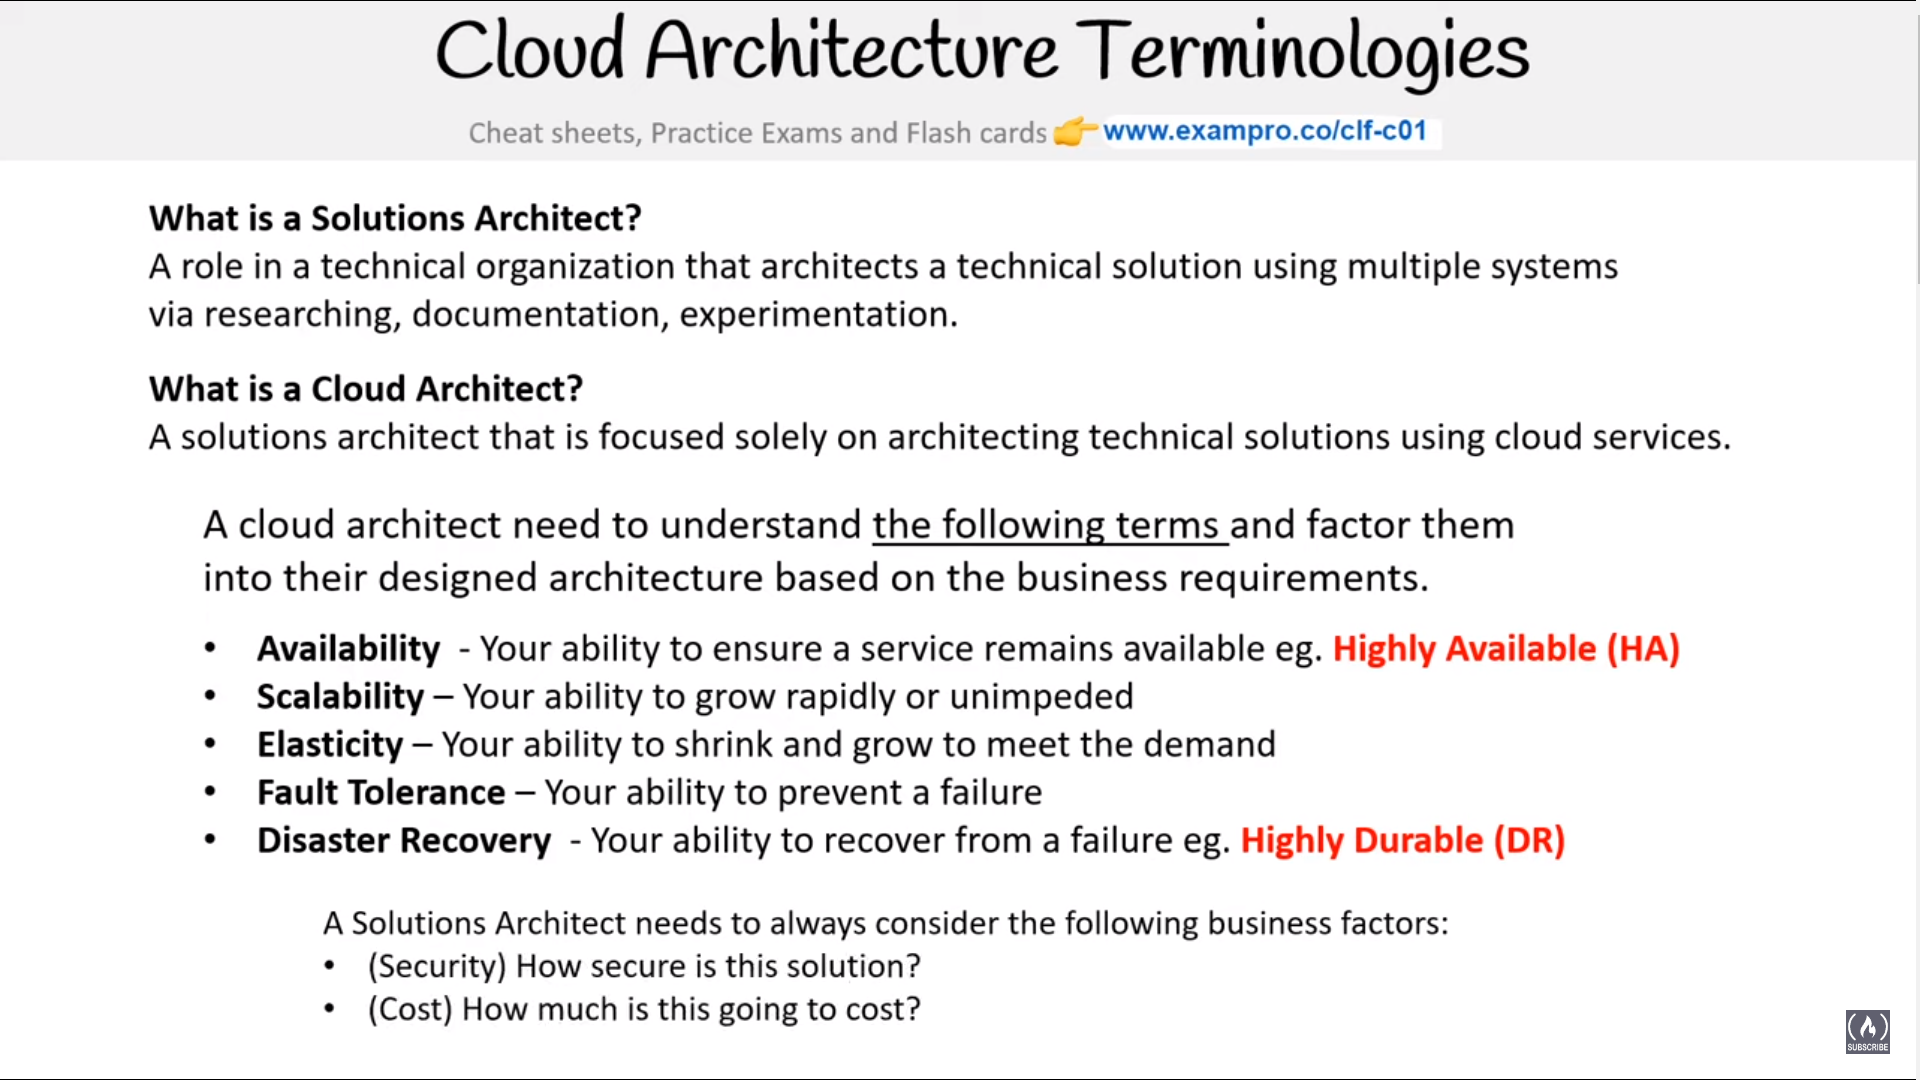 Cloud Architecture Terminologies
Cheat sheets, Practice Exams and Flash cards 👉 www.exampro.co/clf-c01
What is a Solutions Architect?
A role in a technical organization that architects a technical solution using multiple systems
via researching, documentation, experimentation.
What is a Cloud Architect?
A solutions architect that is focused solely on architecting technical solutions using cloud services.
A cloud architect need to understand the following terms and factor them
into their designed architecture based on the business requirements.
• Availability - Your ability to ensure a service remains available eg. Highly Available (HA)
• Scalability – Your ability to grow rapidly or unimpeded
• Elasticity – Your ability to shrink and grow to meet the demand
• Fault Tolerance – Your ability to prevent a failure
• Disaster Recovery - Your ability to recover from a failure eg. Highly Durable (DR)
A Solutions Architect needs to always consider the following business factors:
• (Security) How secure is this solution?
• (Cost) How much is this going to cost?
SUBSCRIBE